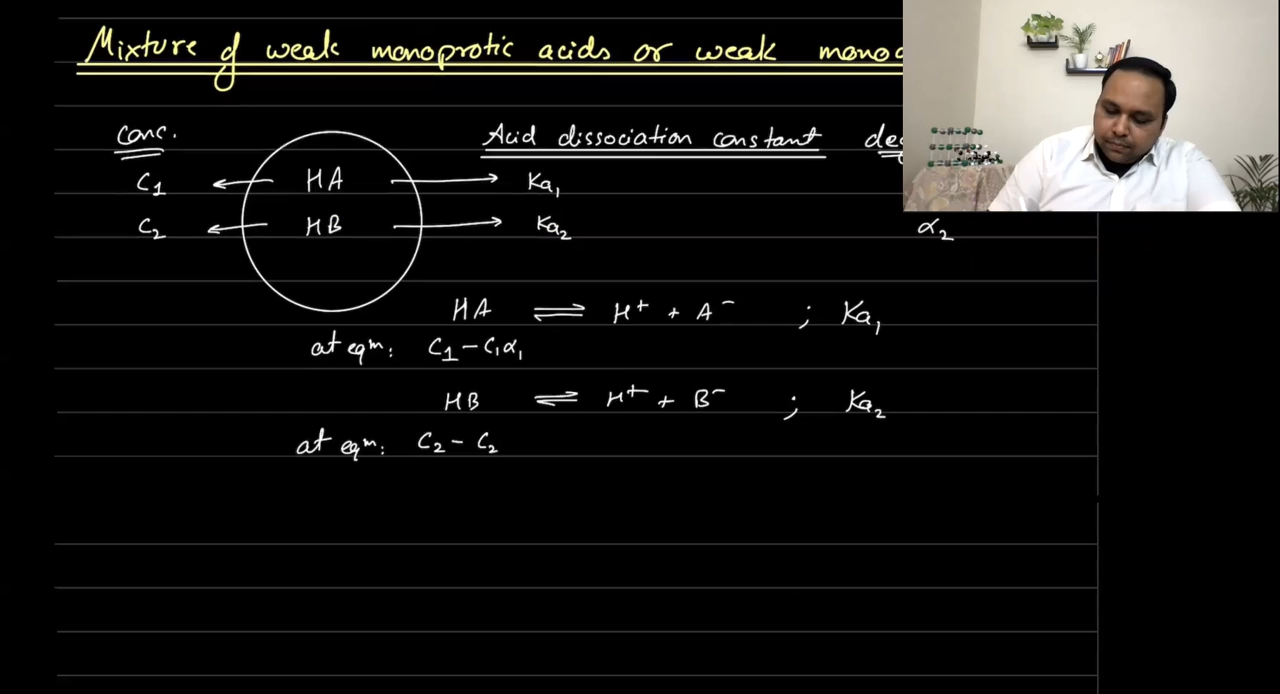 Mixture of weak monoprotic acids or weak
conc. Acid dissociation constant
C₁ ← HA → Ka₁
C₂ ← HB → Ka₂ α₂
HA ⇌ H⁺ + A⁻ ; Ka₁
at eqm: C₁ - C₁α₁
HB ⇌ H⁺ + B⁻ ; Ka₂
at eqm: C₂ - C₂